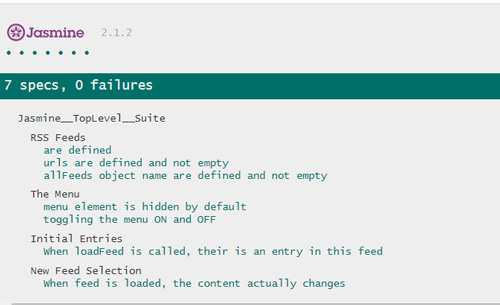 Jasmine 2.1.2
7 specs, 0 failures
Jasmine__TopLevel__Suite
RSS Feeds
are defined
urls are defined and not empty
allFeeds object name are defined and not empty
The Menu
menu element is hidden by default
toggling the menu ON and OFF
Initial Entries
When loadFeed is called, their is an entry in this feed
New Feed Selection
When feed is loaded, the content actually changes